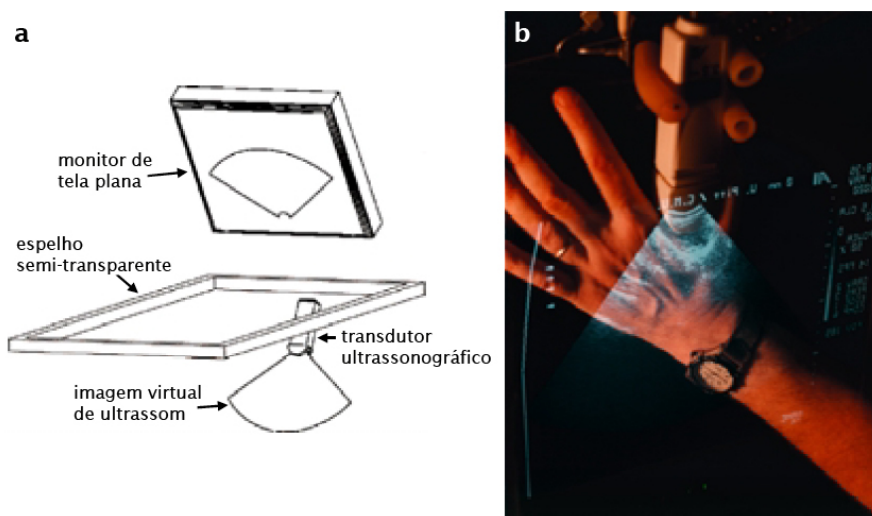 a
b
monitor de
tela plana
espelho
semi-transparente
transdutor
ultrassonográfico
imagem virtual
de ultrassom